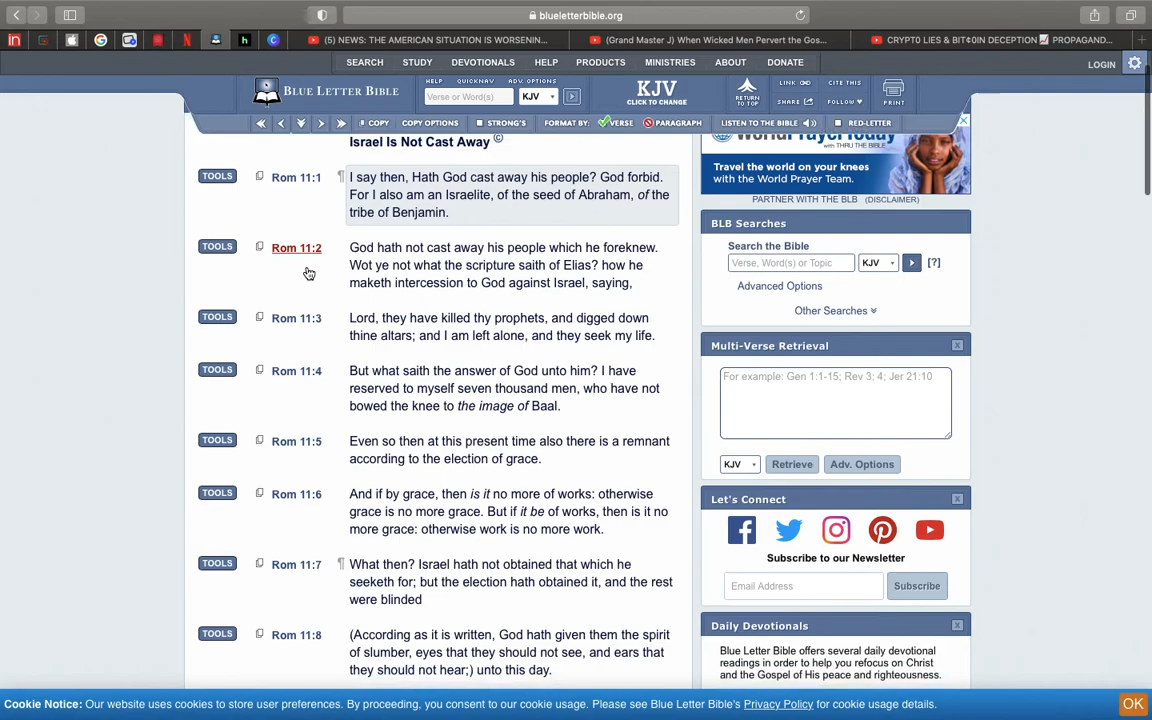 blueletterbible.org
(5) NEWS: THE AMERICAN SITUATION IS WORSENIN...
(Grand Master J) When Wicked Men Pervert the Gos...
CRYPTO LIES & BIT¢OIN DECEPTION 📈 PROPAGAND...
SEARCH STUDY DEVOTIONALS HELP PRODUCTS MINISTRIES ABOUT DONATE
LOGIN
BLUE LETTER BIBLE
HELP QUICKNAV ADV. OPTIONS
Verse or Word(s) KJV
KJV
CLICK TO CHANGE
RETURN
TO TOP
LINK CITE THIS
SHARE FOLLOW
PRINT
COPY COPY OPTIONS STRONG'S FORMAT BY: VERSE PARAGRAPH LISTEN TO THE BIBLE RED-LETTER
Israel Is Not Cast Away ©
TOOLS Rom 11:1 ¶ I say then, Hath God cast away his people? God forbid.
For I also am an Israelite, of the seed of Abraham, of the
tribe of Benjamin.
TOOLS Rom 11:2 God hath not cast away his people which he foreknew.
Wot ye not what the scripture saith of Elias? how he
maketh intercession to God against Israel, saying,
TOOLS Rom 11:3 Lord, they have killed thy prophets, and digged down
thine altars; and I am left alone, and they seek my life.
TOOLS Rom 11:4 But what saith the answer of God unto him? I have
reserved to myself seven thousand men, who have not
bowed the knee to the image of Baal.
TOOLS Rom 11:5 Even so then at this present time also there is a remnant
according to the election of grace.
TOOLS Rom 11:6 And if by grace, then is it no more of works: otherwise
grace is no more grace. But if it be of works, then is it no
more grace: otherwise work is no more work.
TOOLS Rom 11:7 ¶ What then? Israel hath not obtained that which he
seeketh for; but the election hath obtained it, and the rest
were blinded
TOOLS Rom 11:8 (According as it is written, God hath given them the spirit
of slumber, eyes that they should not see, and ears that
they should not hear;) unto this day.
World Prayer Today
with THRU the BIBLE
Travel the world on your knees
with the World Prayer Team.
PARTNER WITH THE BLB (DISCLAIMER)
BLB Searches
Search the Bible
Verse, Word(s) or Topic KJV [?]
Advanced Options
Other Searches
Multi-Verse Retrieval x
For example: Gen 1:1-15; Rev 3; 4; Jer 21:10
KJV Retrieve Adv. Options
Let's Connect x
Subscribe to our Newsletter
Email Address Subscribe
Daily Devotionals x
Blue Letter Bible offers several daily devotional
readings in order to help you refocus on Christ
and the Gospel of His peace and righteousness.
Cookie Notice: Our website uses cookies to store user preferences. By proceeding, you consent to our cookie usage. Please see Blue Letter Bible's Privacy Policy for cookie usage details. OK